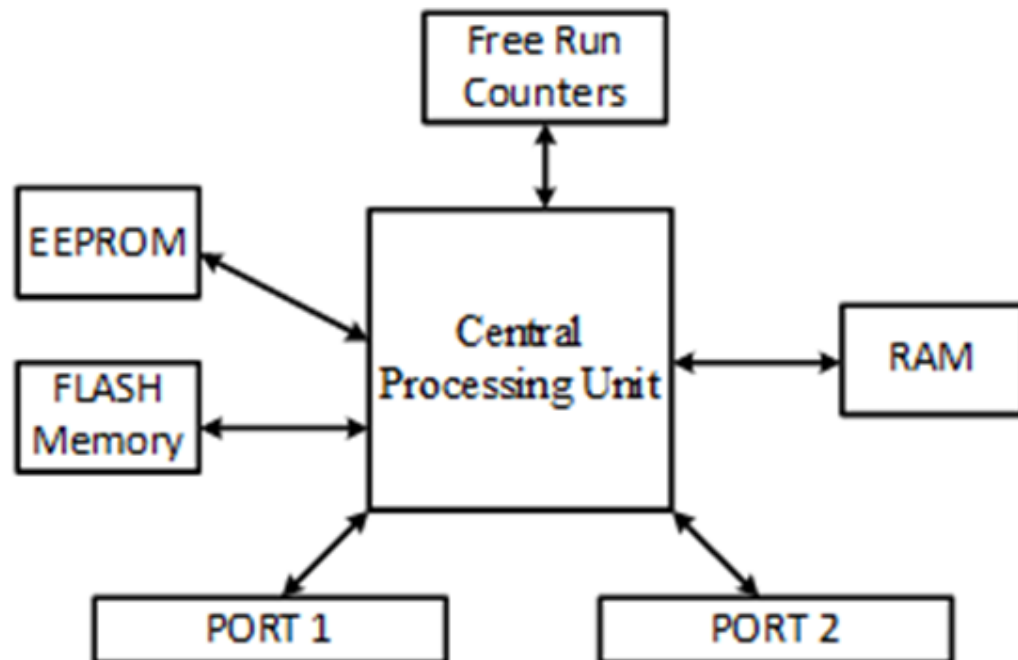 Free Run
Counters
EEPROM
Central
Processing Unit
RAM
FLASH
Memory
PORT 1
PORT 2